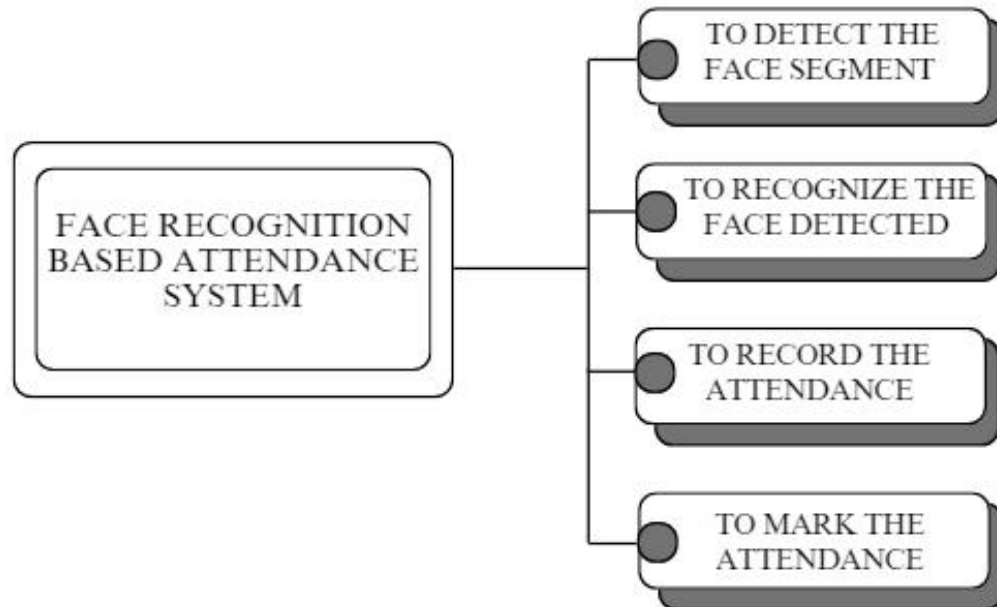 FACE RECOGNITION
BASED ATTENDANCE
SYSTEM
TO DETECT THE
FACE SEGMENT
TO RECOGNIZE THE
FACE DETECTED
TO RECORD THE
ATTENDANCE
TO MARK THE
ATTENDANCE